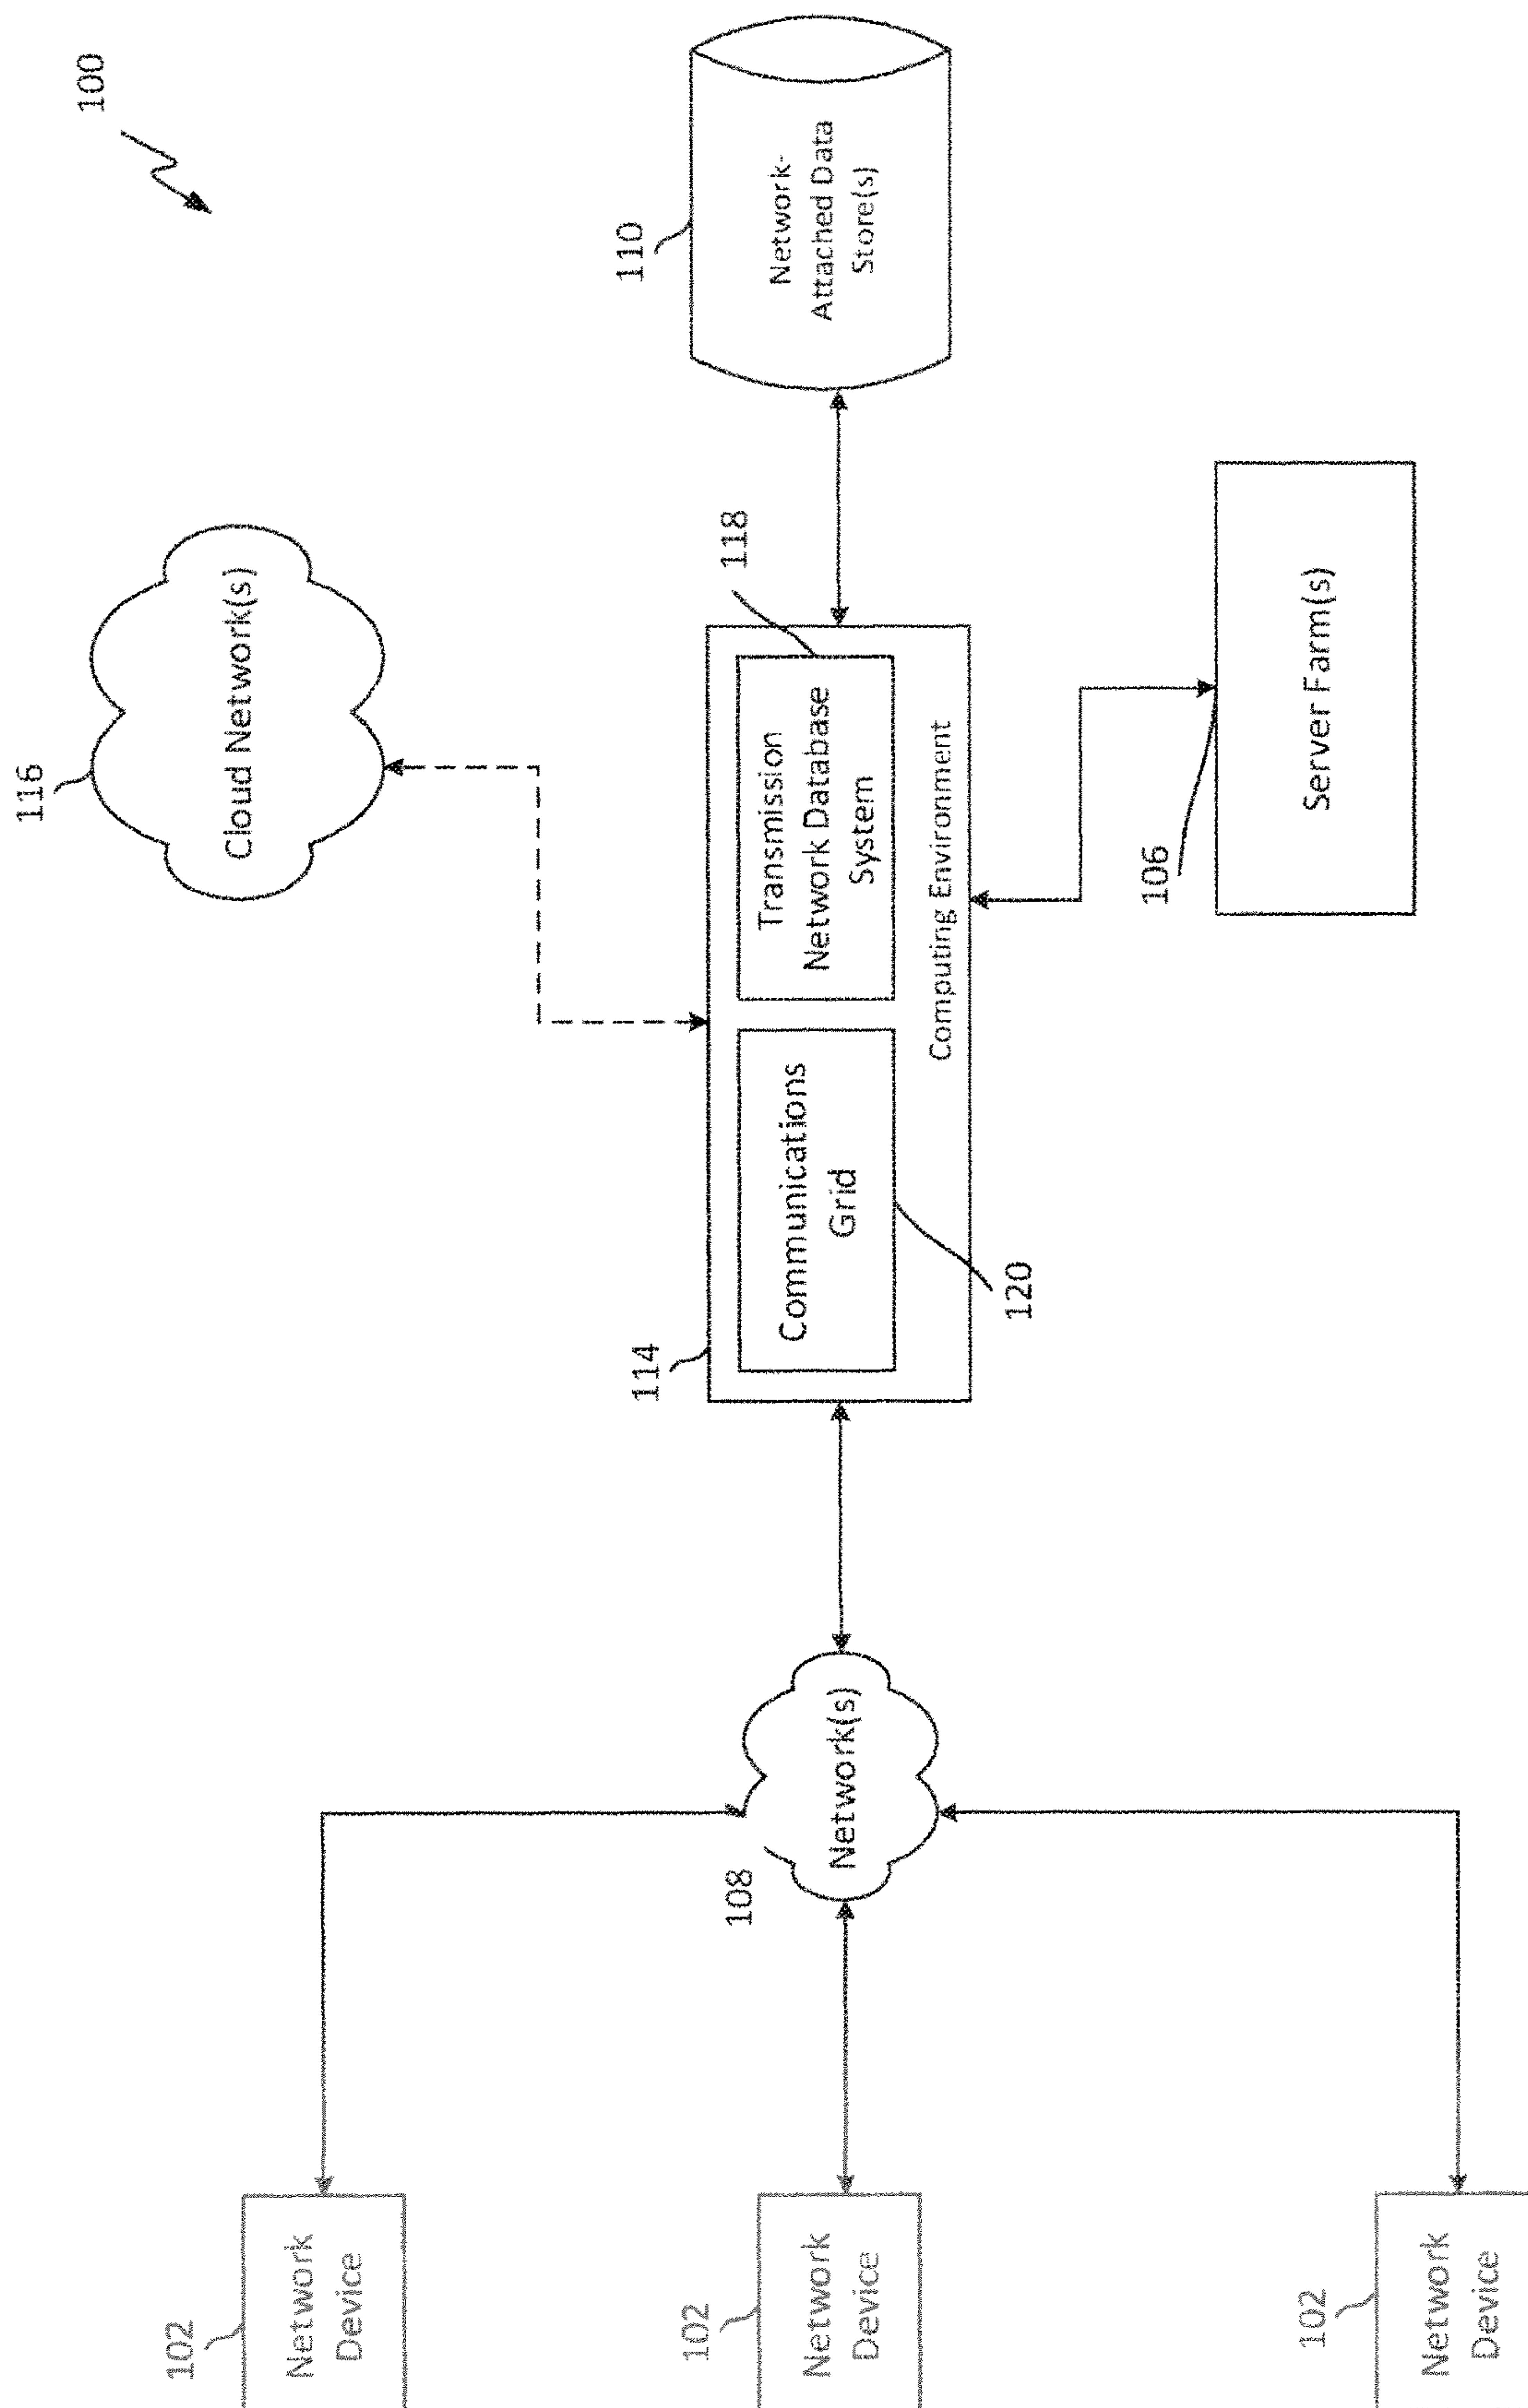 100
116
Cloud Network(s)
102
Network
Device
110
Network-
Attached Data
Store(s)
114
118
Transmission
Network Database
System
Communications
Grid
Computing Environment
120
108
Network(s)
102
Network
Device
106
Server Farm(s)
102
Network
Device